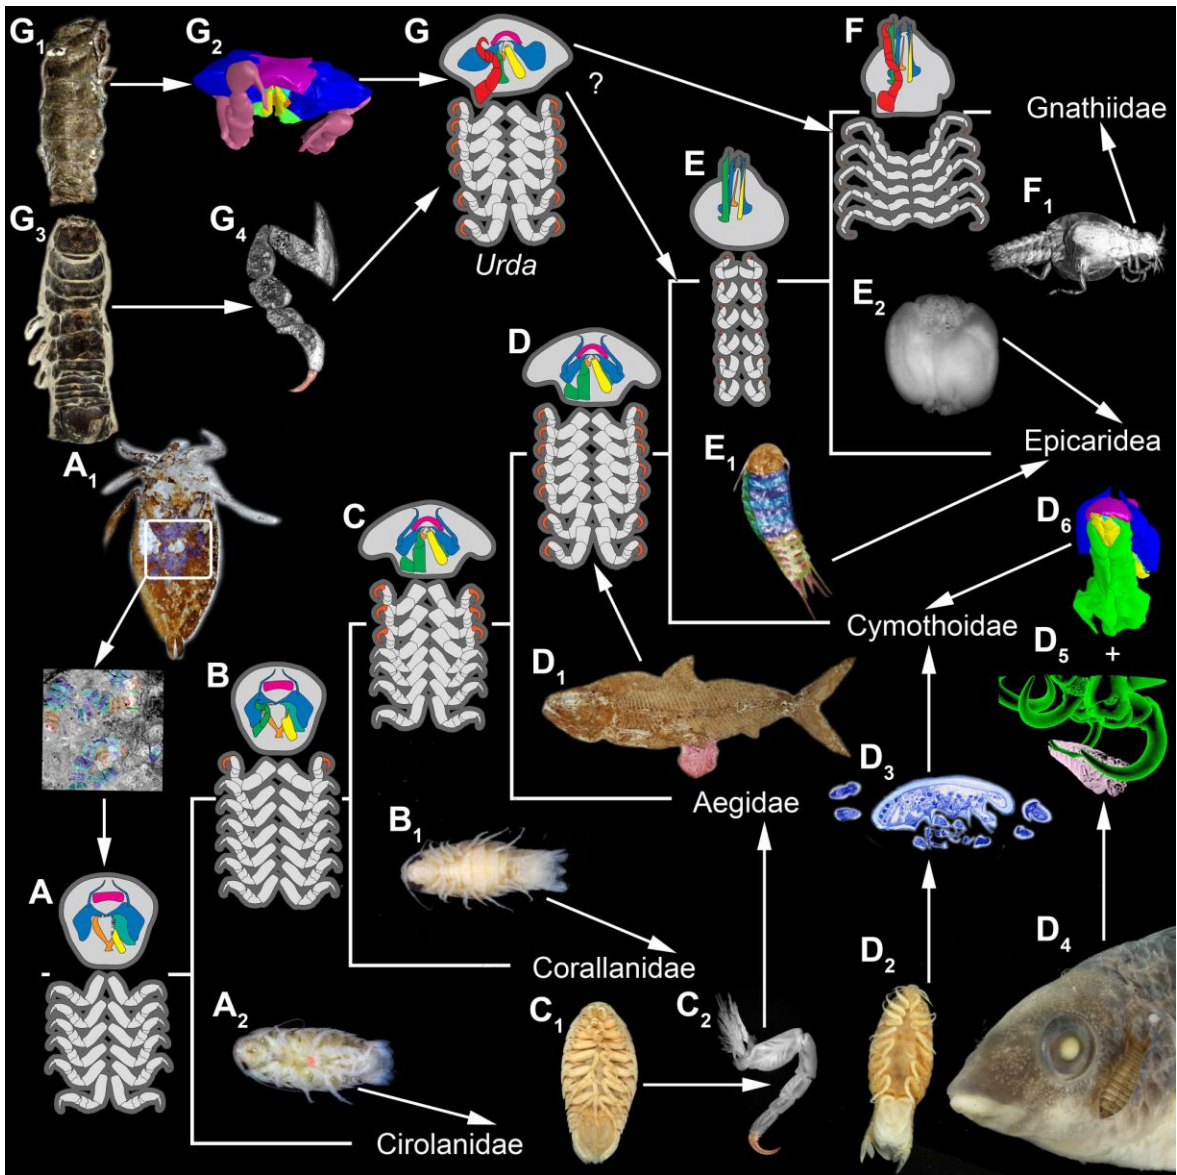 G1
G2
G
F
?
Gnathiidae
E
F1
G3
G4
Urda
E2
D
A1
E1
Epicaridea
C
D6
Cymothoidae
B
D1
D5
+
D3
Aegidae
B1
A
D2
D4
Corallanidae
A2
C1
C2
Cirolanidae